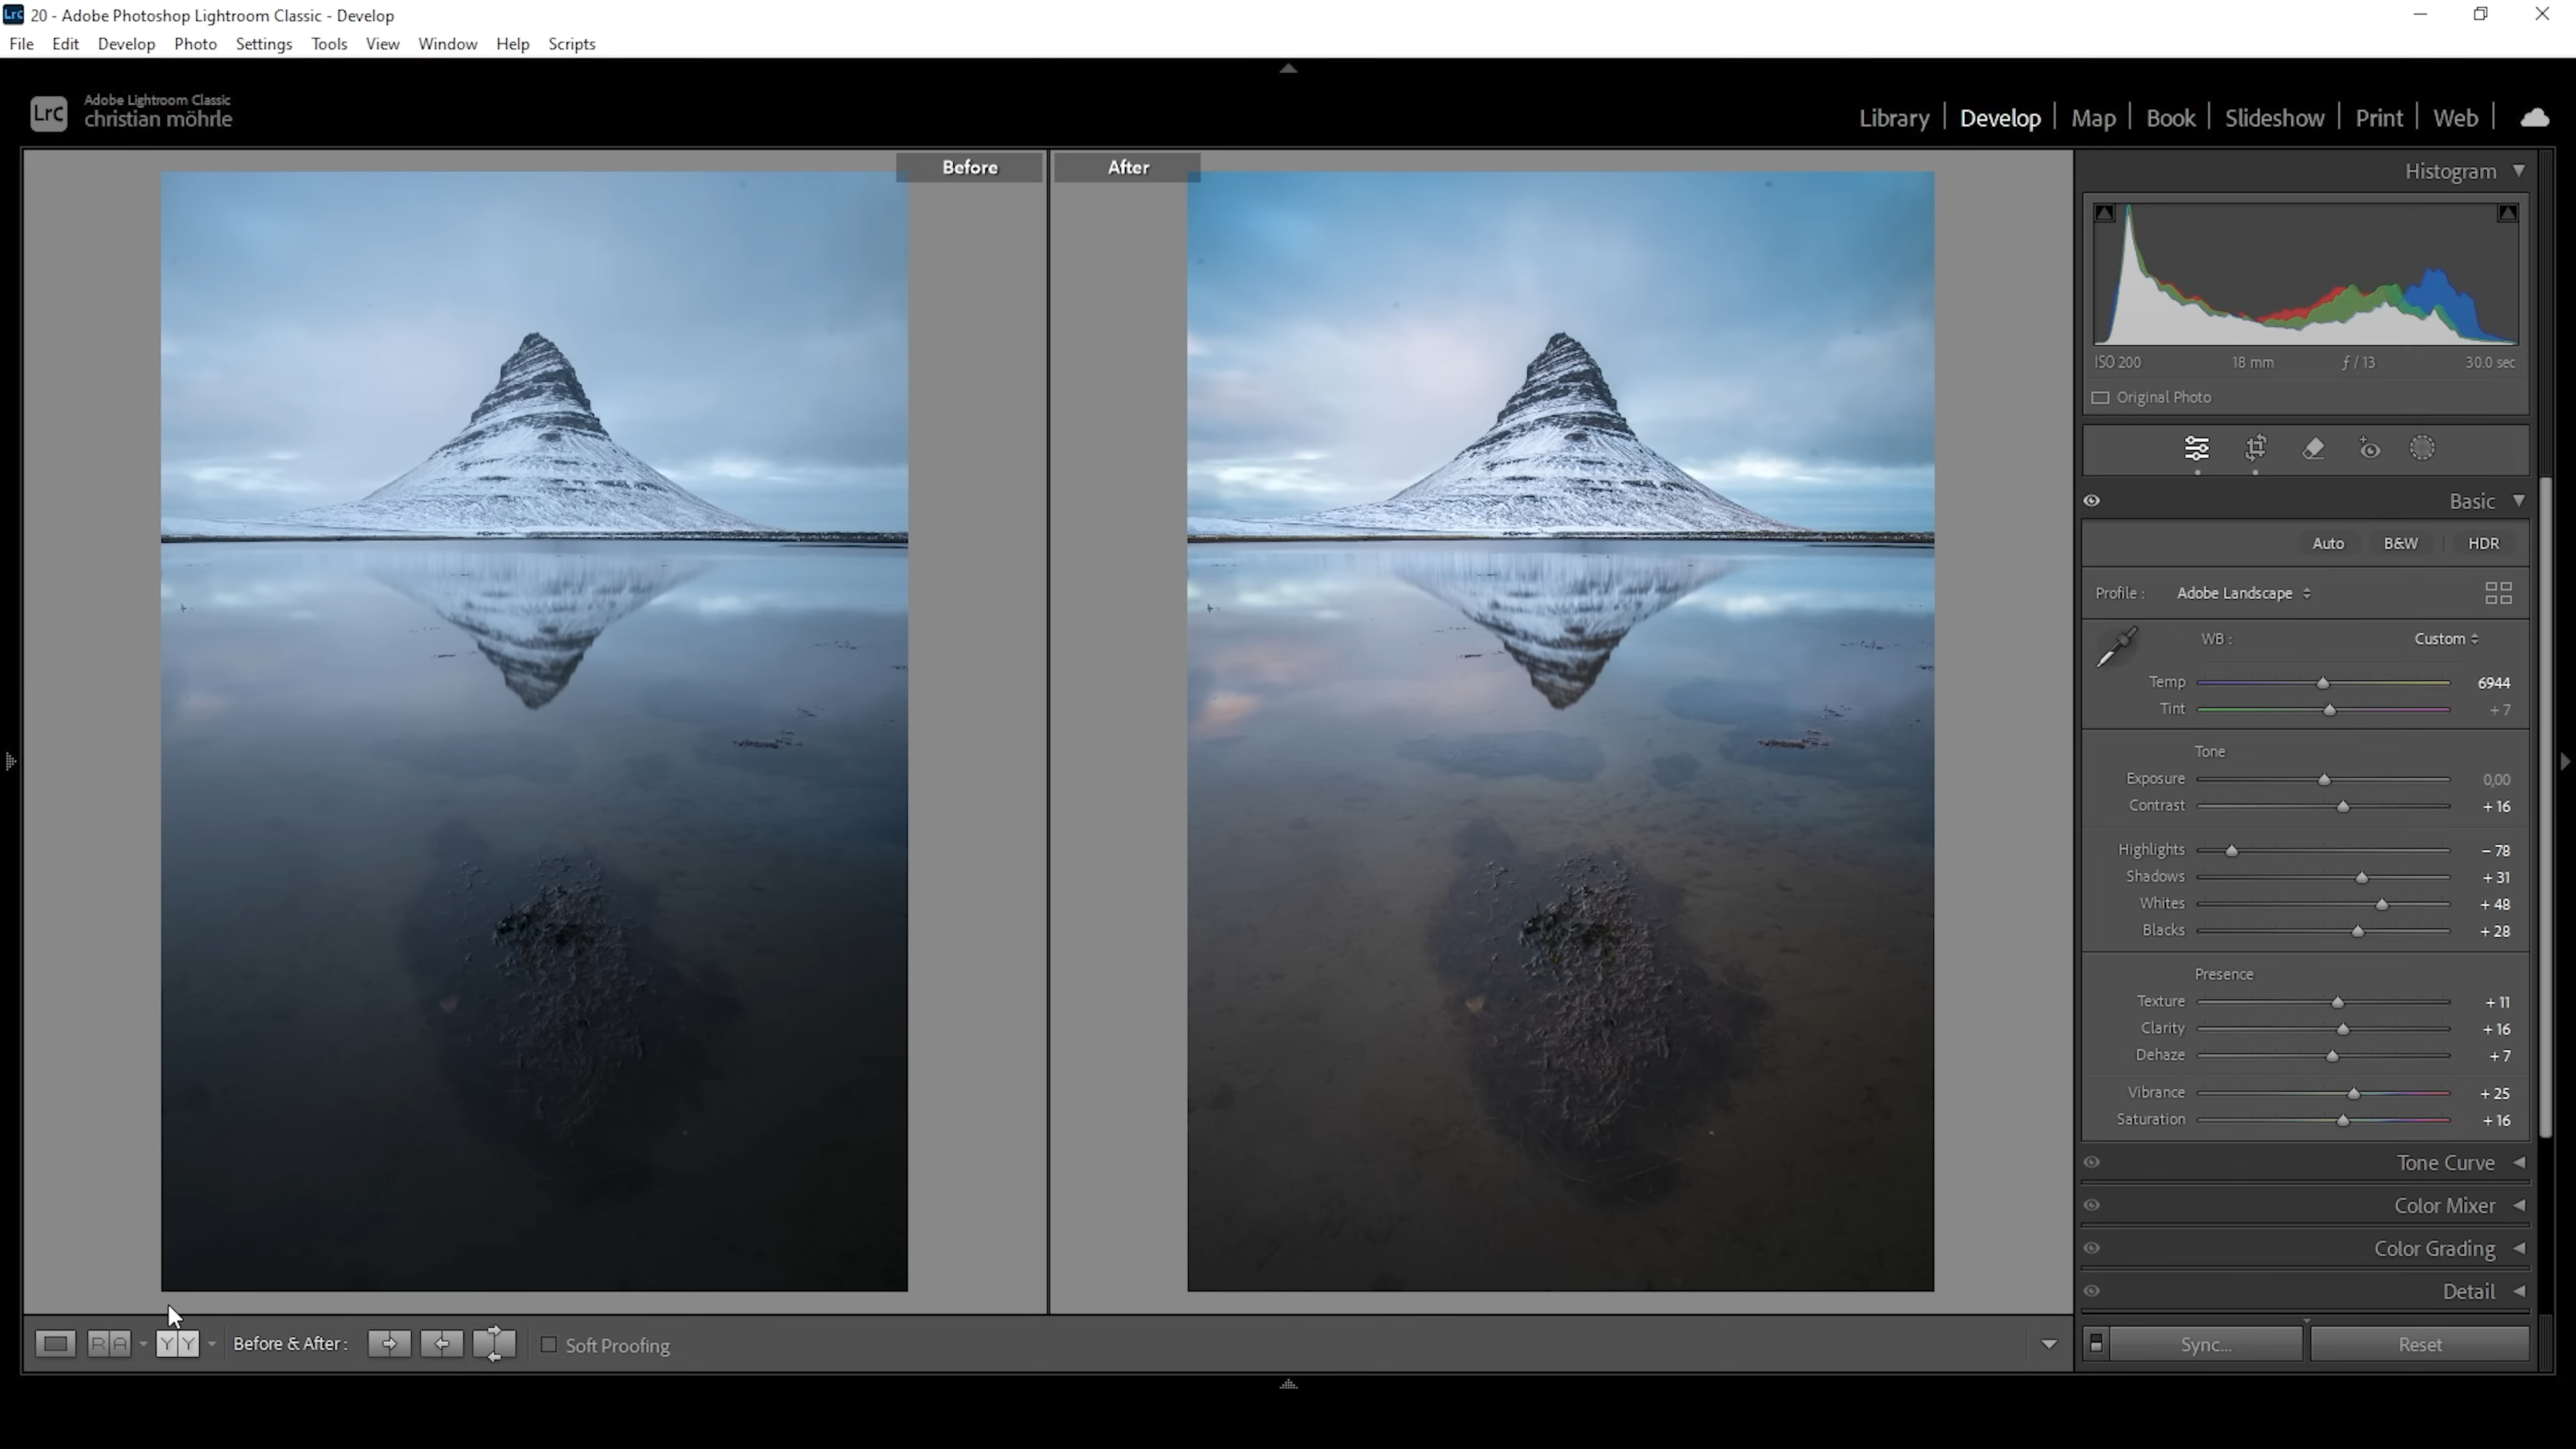 Lrc 20 - Adobe Photoshop Lightroom Classic - Develop
File Edit Develop Photo Settings Tools View Window Help Scripts
Lrc Adobe Lightroom Classic
christian möhrle
Library | Develop | Map | Book | Slideshow | Print | Web |
Before After
Histogram
ISO 200 18 mm ƒ / 13 30.0 sec
Original Photo
Basic
Auto B&W HDR
Profile : Adobe Landscape
WB : Custom
Temp 6944
Tint + 7
Tone
Exposure 0,00
Contrast + 16
Highlights − 78
Shadows + 31
Whites + 48
Blacks + 28
Presence
Texture + 11
Clarity + 16
Dehaze + 7
Vibrance + 25
Saturation + 16
Tone Curve
Color Mixer
Color Grading
Detail
R A Y Y Before & After : Soft Proofing Sync... Reset